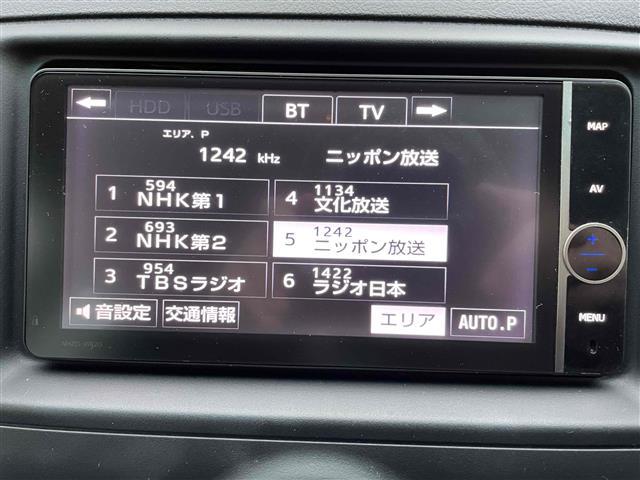 HDD USB BT TV
エリア. P
1242 kHz ニッポン放送
1 594 NHK第1
4 1134 文化放送
2 693 NHK第2
5 1242 ニッポン放送
3 954 TBSラジオ
6 1422 ラジオ日本
音設定 交通情報 エリア AUTO.P
MAP
AV
+
−
MENU